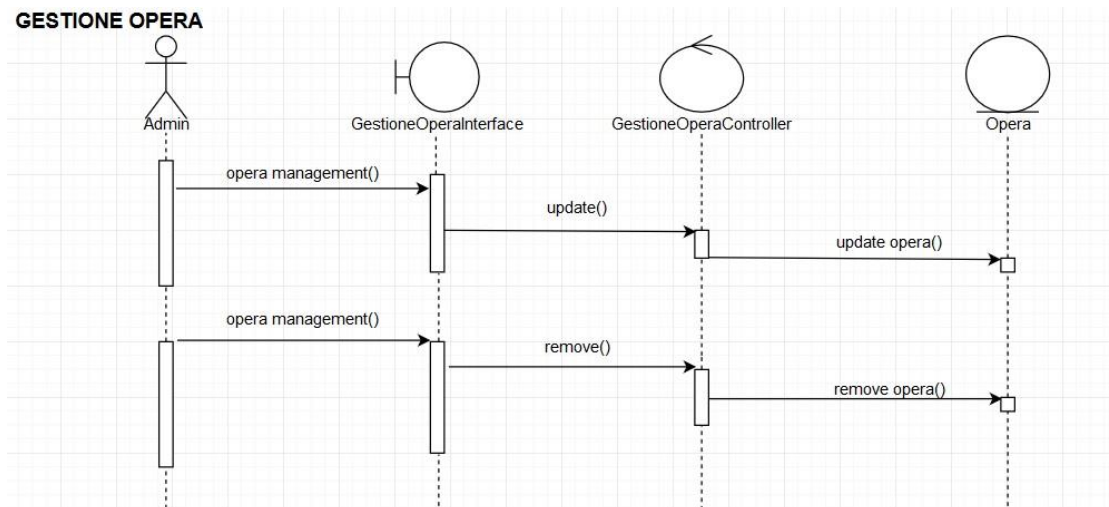 GESTIONE OPERA
Admin
GestioneOperaInterface
GestioneOperaController
Opera
opera management()
update()
update opera()
opera management()
remove()
remove opera()